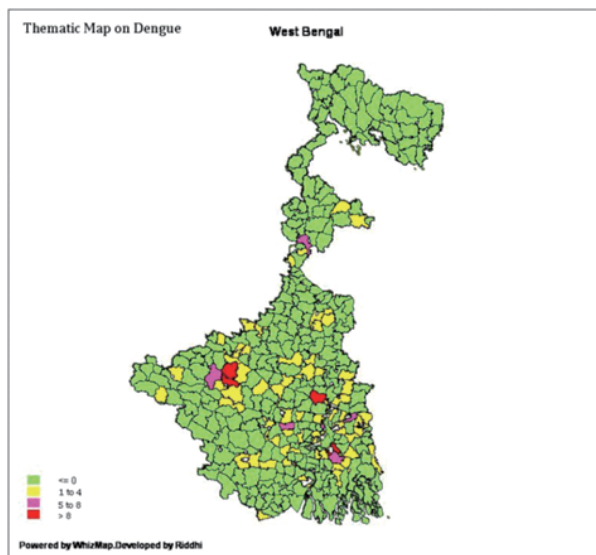 Thematic Map on Dengue
West Bengal
<= 0
1 to 4
5 to 8
> 8
Powered by WhizMap.Developed by Riddhi